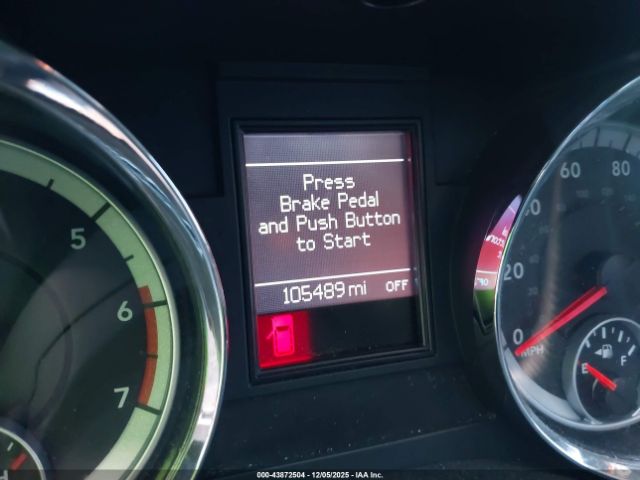 Press
Brake Pedal
and Push Button
to Start
105489 mi OFF
5
6
7
H
0
20
60
80
MPH
E F
000-43872504 - 12/05/2025 - IAA Inc.